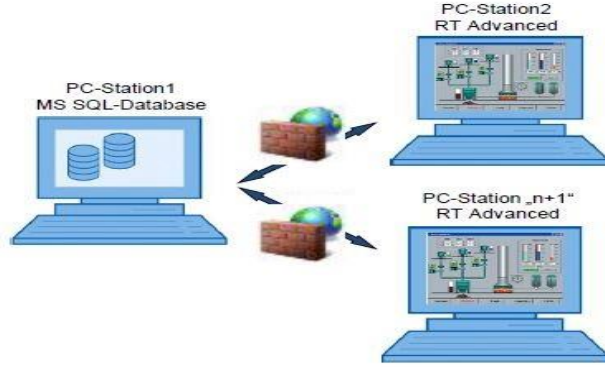 PC-Station2
RT Advanced
PC-Station1
MS SQL-Database
PC-Station „n+1“
RT Advanced